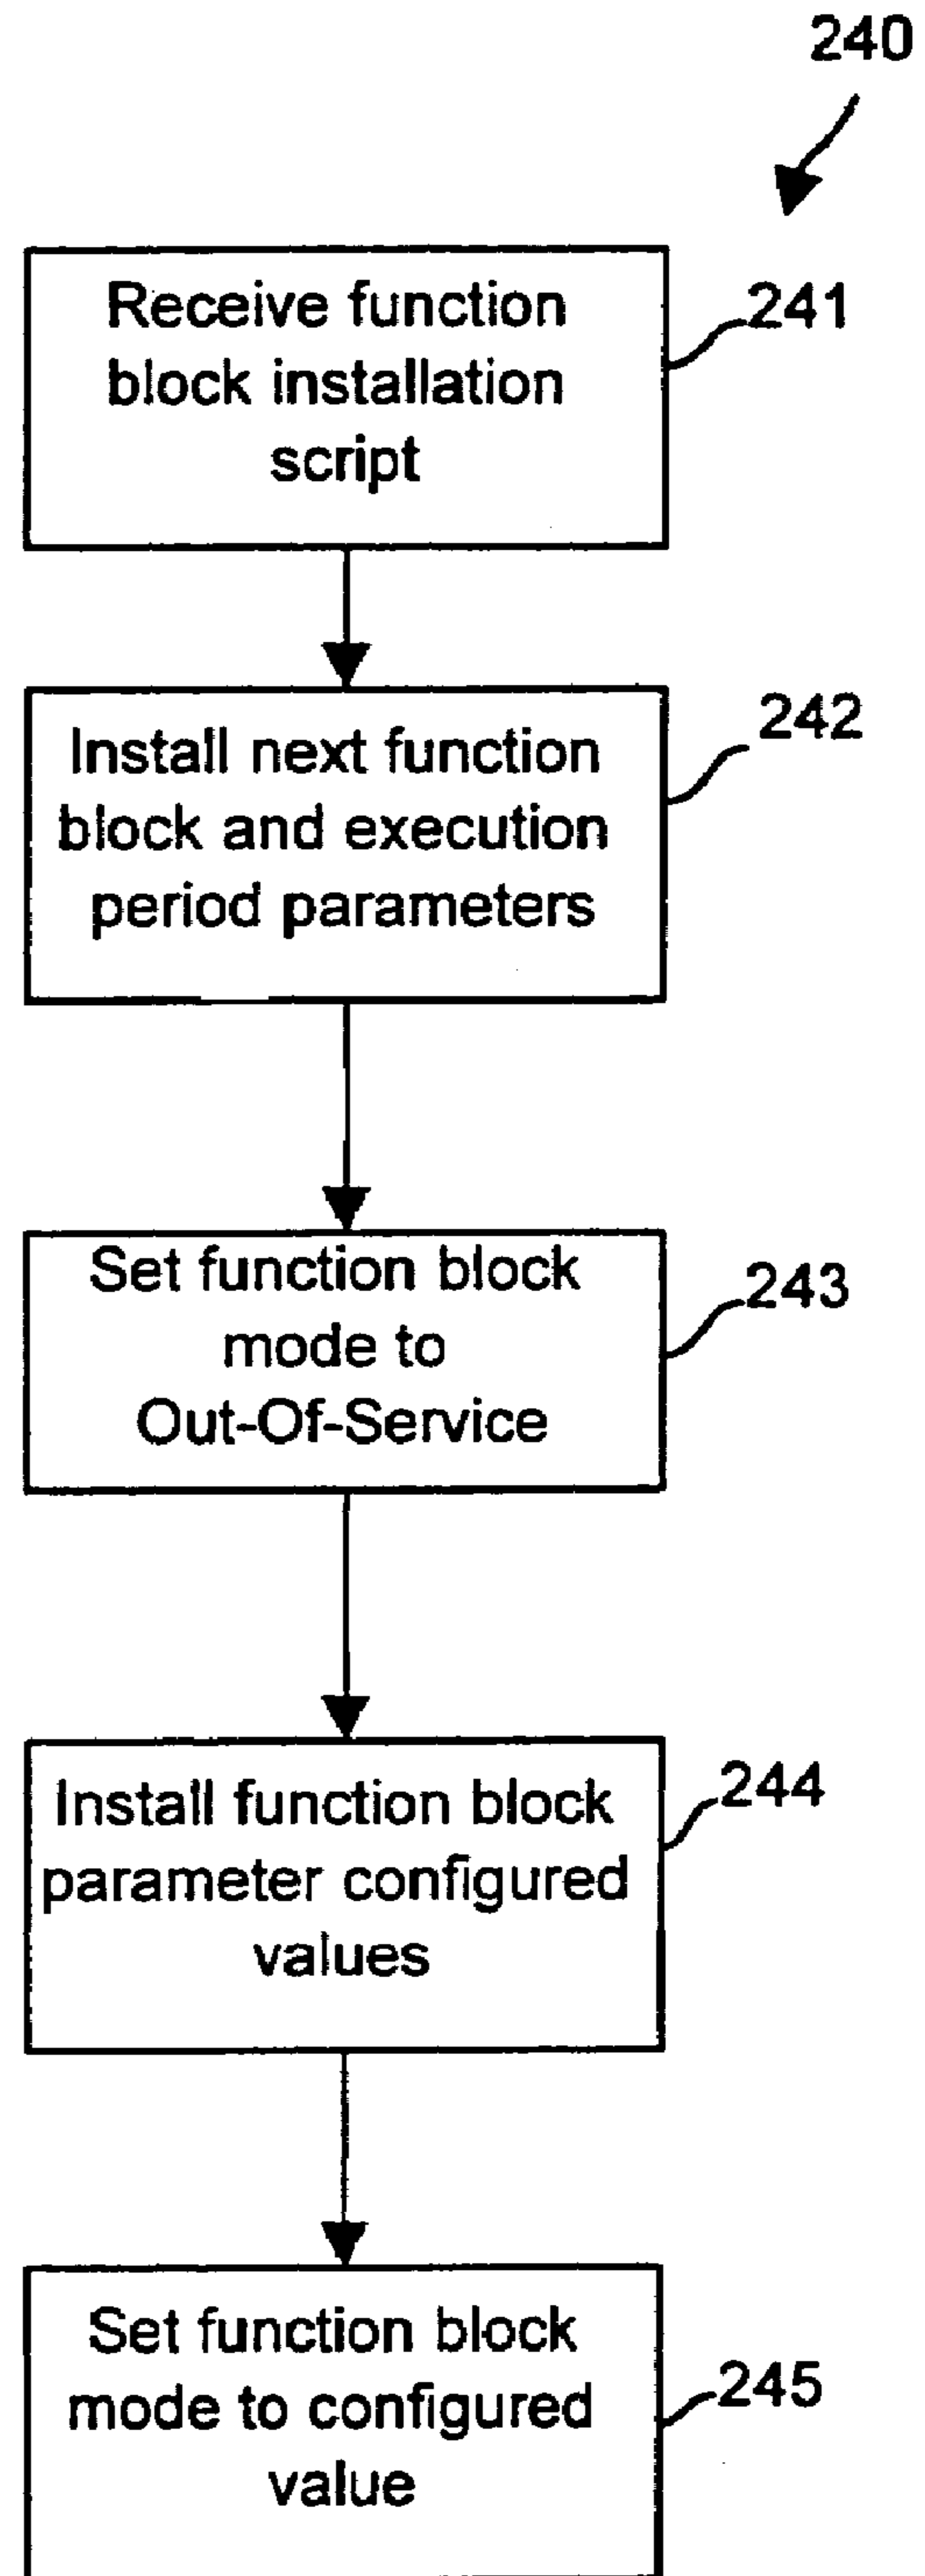 240
Receive function
block installation
script
241
Install next function
block and execution
period parameters
242
Set function block
mode to
Out-Of-Service
243
Install function block
parameter configured
values
244
Set function block
mode to configured
value
245